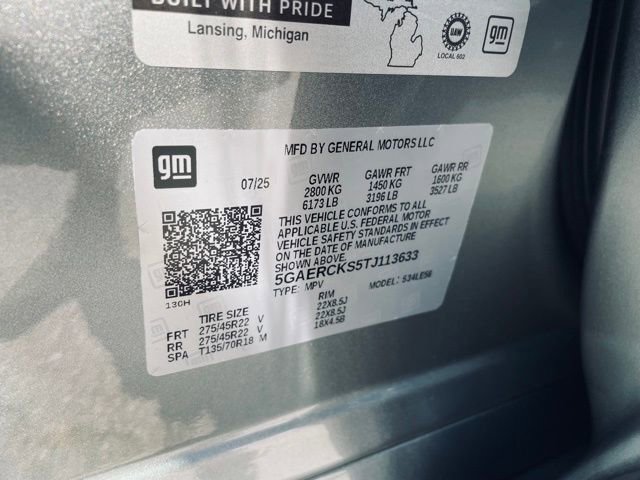 BUILT WITH PRIDE
Lansing, Michigan
UAW
LOCAL 602
gm
gm
MFD BY GENERAL MOTORS LLC
07/25
GVWR GAWR FRT GAWR RR
2800 KG 1450 KG 1600 KG
6173 LB 3196 LB 3527 LB
THIS VEHICLE CONFORMS TO ALL
APPLICABLE U.S. FEDERAL MOTOR
VEHICLE SAFETY STANDARDS IN EFFECT
ON THE DATE OF MANUFACTURE
SHOWN ABOVE.
5GAERCKS5TJ113633
TYPE: MPV MODEL: 534LE56
130H
TIRE SIZE RIM
FRT 275/45R22 V 22X8.5J
RR 275/45R22 V 22X8.5J
SPA T135/70R18 M 18X4.5B